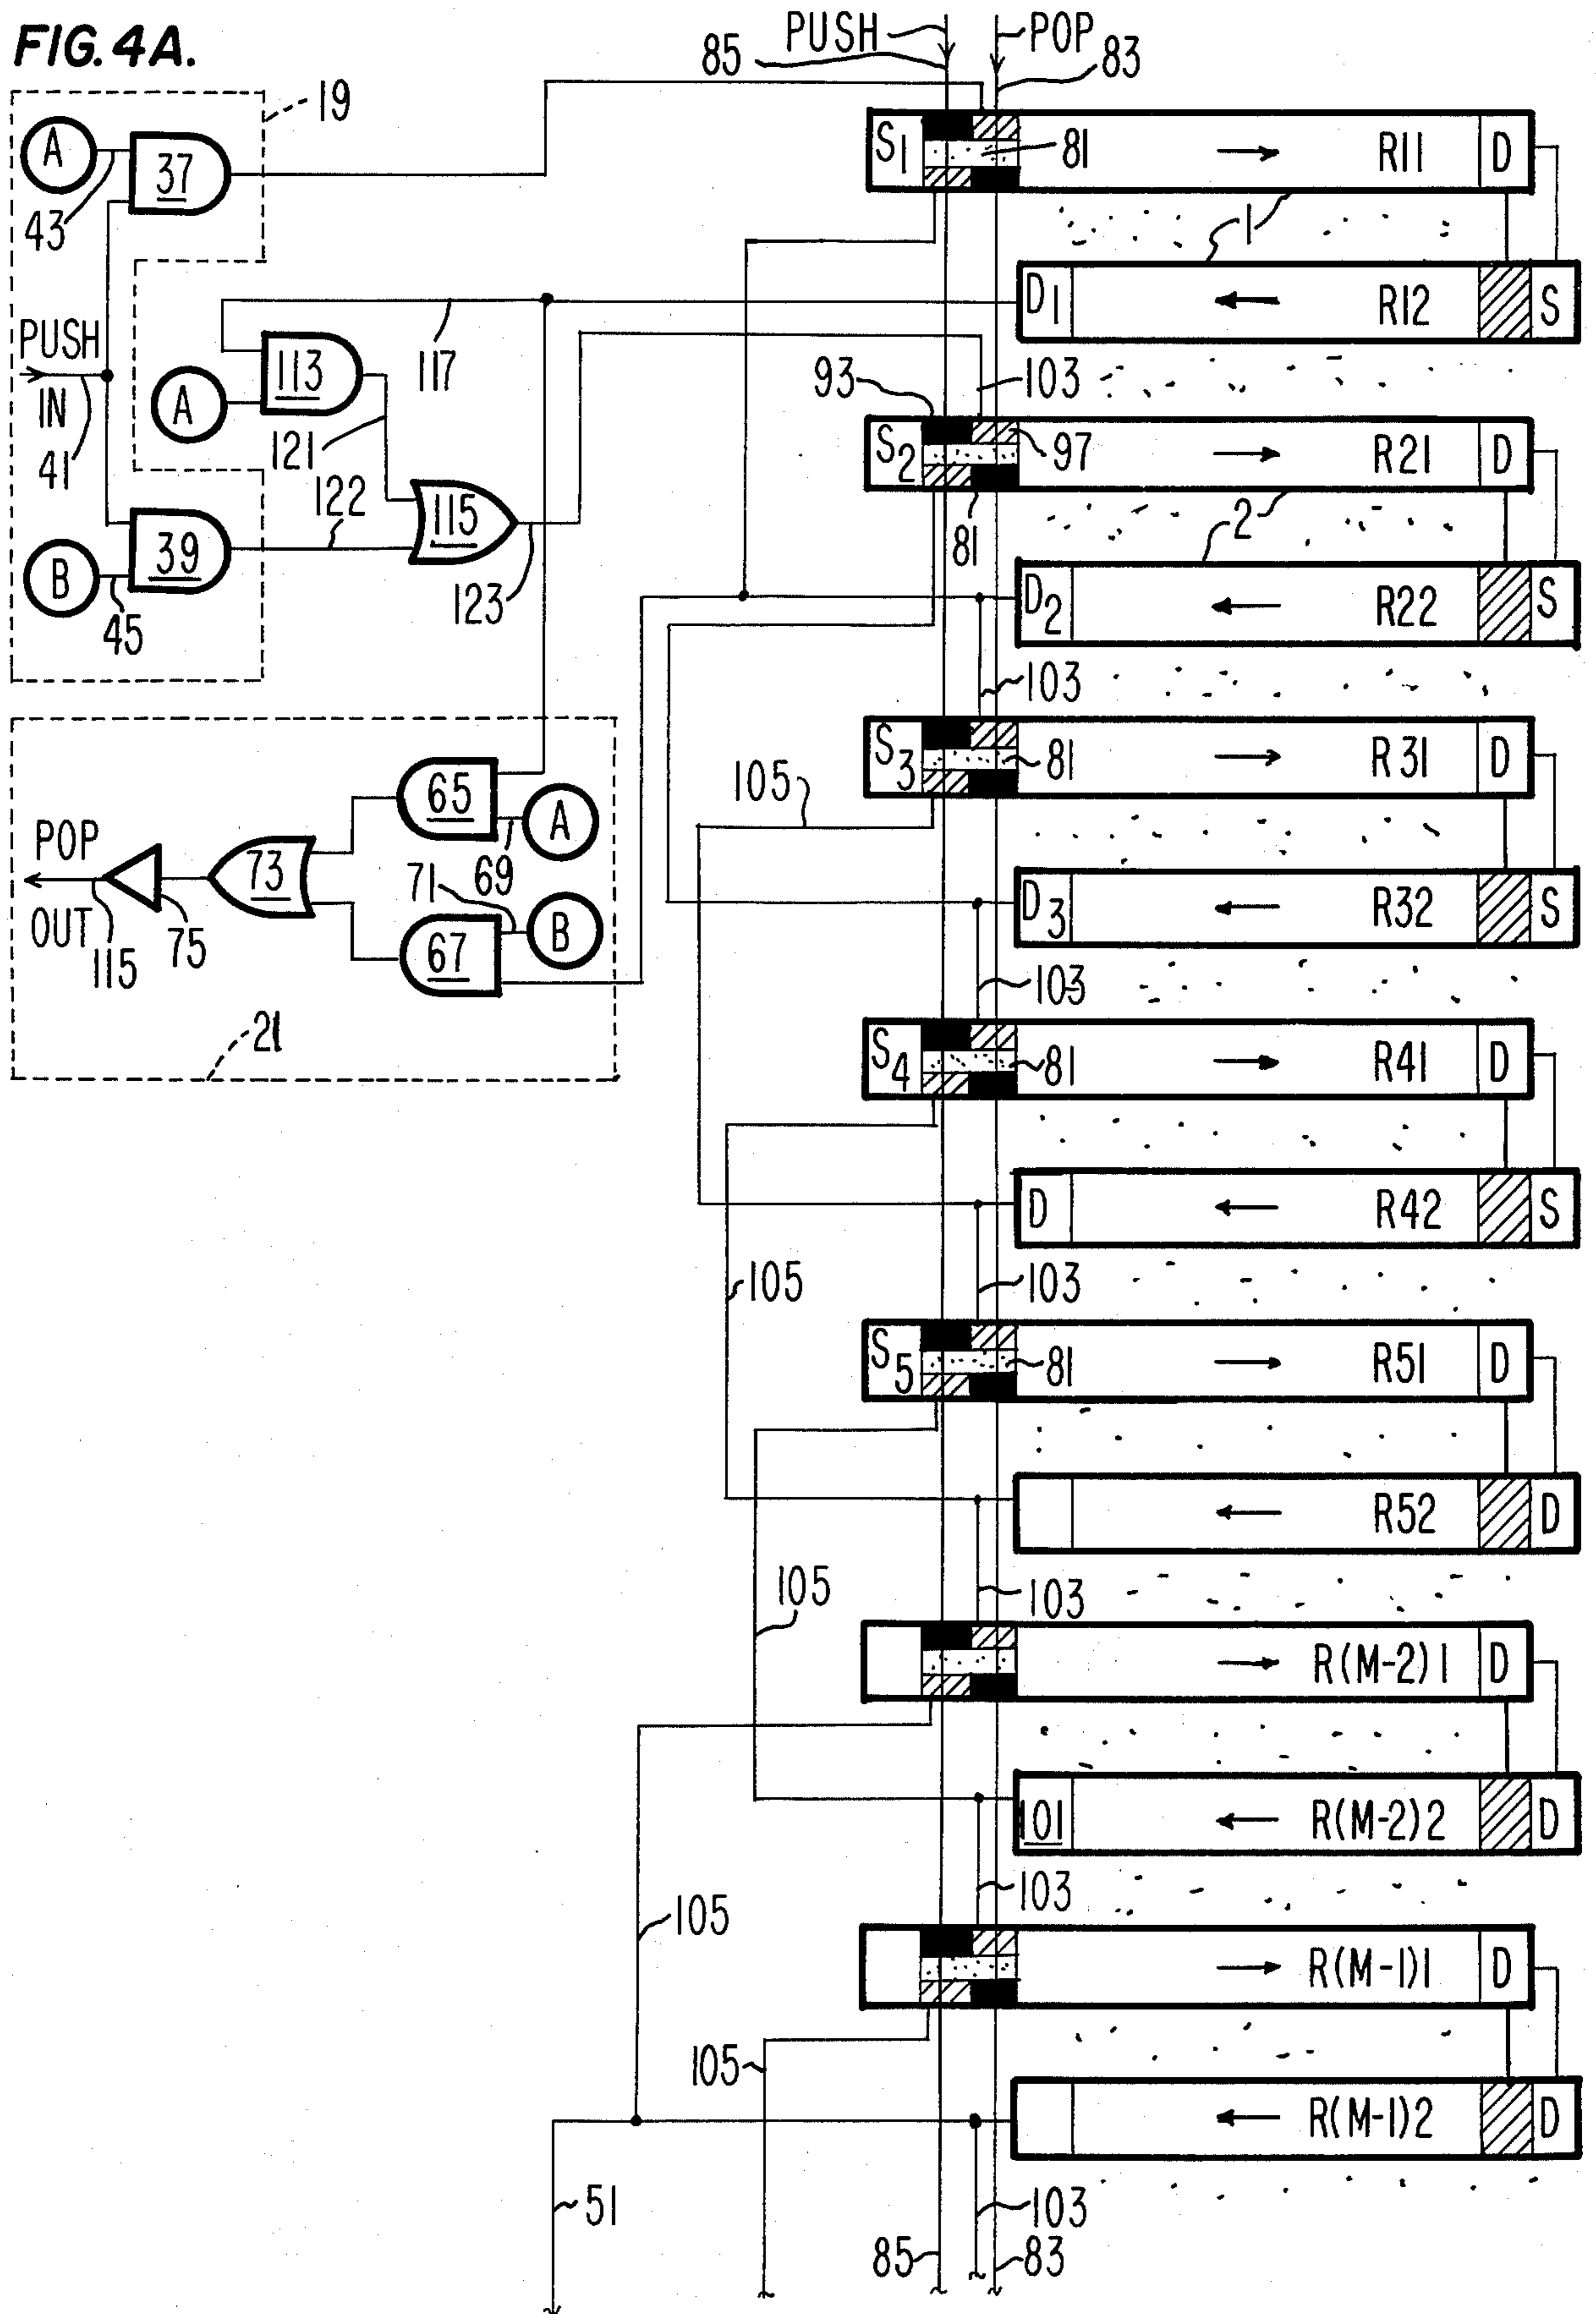 FIG. 4A.
PUSH
POP
85
83
19
A
37
43
S1
81
R11
D
1
PUSH
IN
41
113
A
117
121
D1
R12
S
103
93
S2
97
R21
D
122
39
115
B
45
123
81
2
D2
R22
S
103
S3
81
R31
D
105
65
A
69
POP
OUT
73
71
B
115
75
67
D3
R32
S
103
21
S4
81
R41
D
D
R42
S
105
103
S5
81
R51
D
R52
D
105
103
R(M-2)1
D
101
R(M-2)2
D
105
103
R(M-1)1
D
105
R(M-1)2
D
51
103
85
83